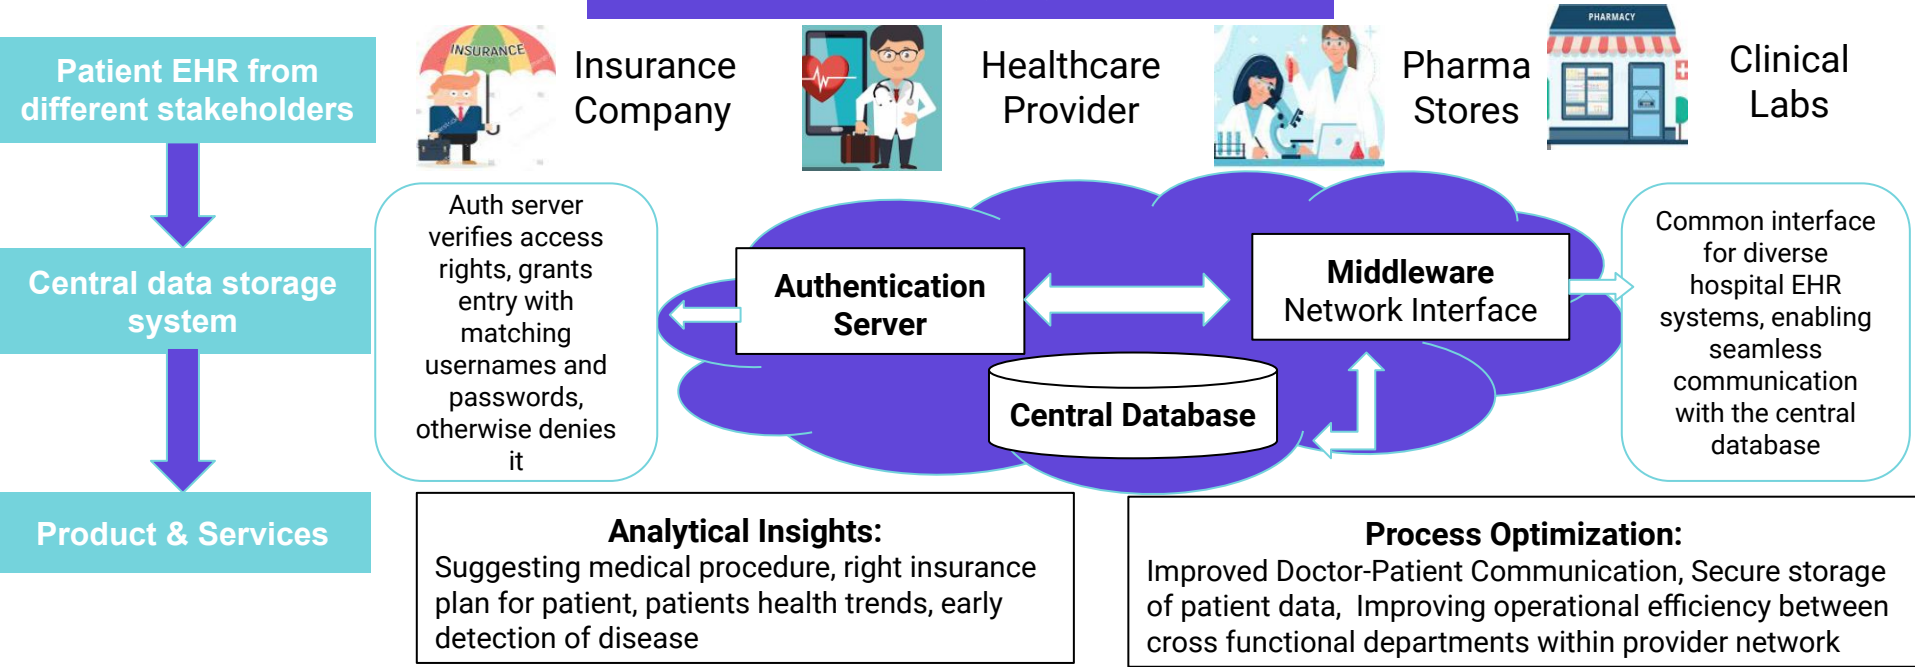 Patient EHR from
different stakeholders
INSURANCE
Insurance
Company
Healthcare
Provider
Pharma
Stores
PHARMACY
Clinical
Labs
Central data storage
system
Auth server
verifies access
rights, grants
entry with
matching
usernames and
passwords,
otherwise denies
it
Authentication
Server
Middleware
Network Interface
Central Database
Common interface
for diverse
hospital EHR
systems, enabling
seamless
communication
with the central
database
Product & Services
Analytical Insights:
Suggesting medical procedure, right insurance
plan for patient, patients health trends, early
detection of disease
Process Optimization:
Improved Doctor-Patient Communication, Secure storage
of patient data,  Improving operational efficiency between
cross functional departments within provider network